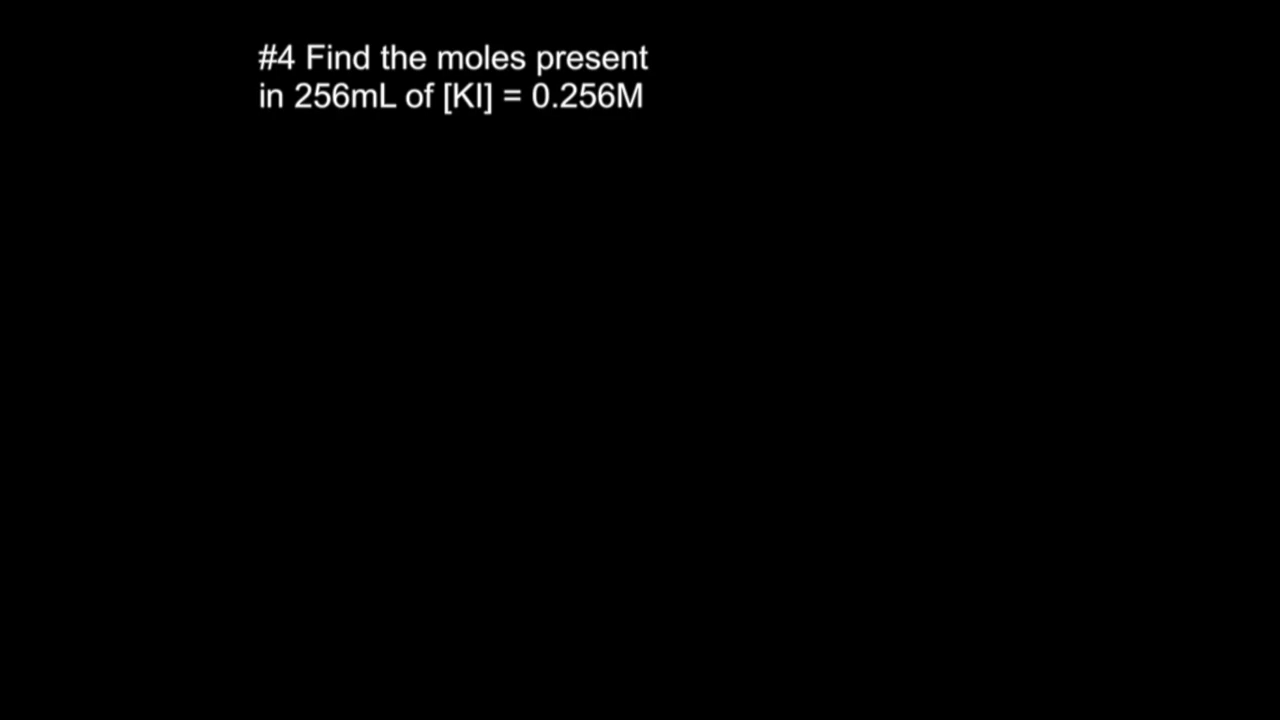 #4 Find the moles present
in 256mL of [KI] = 0.256M